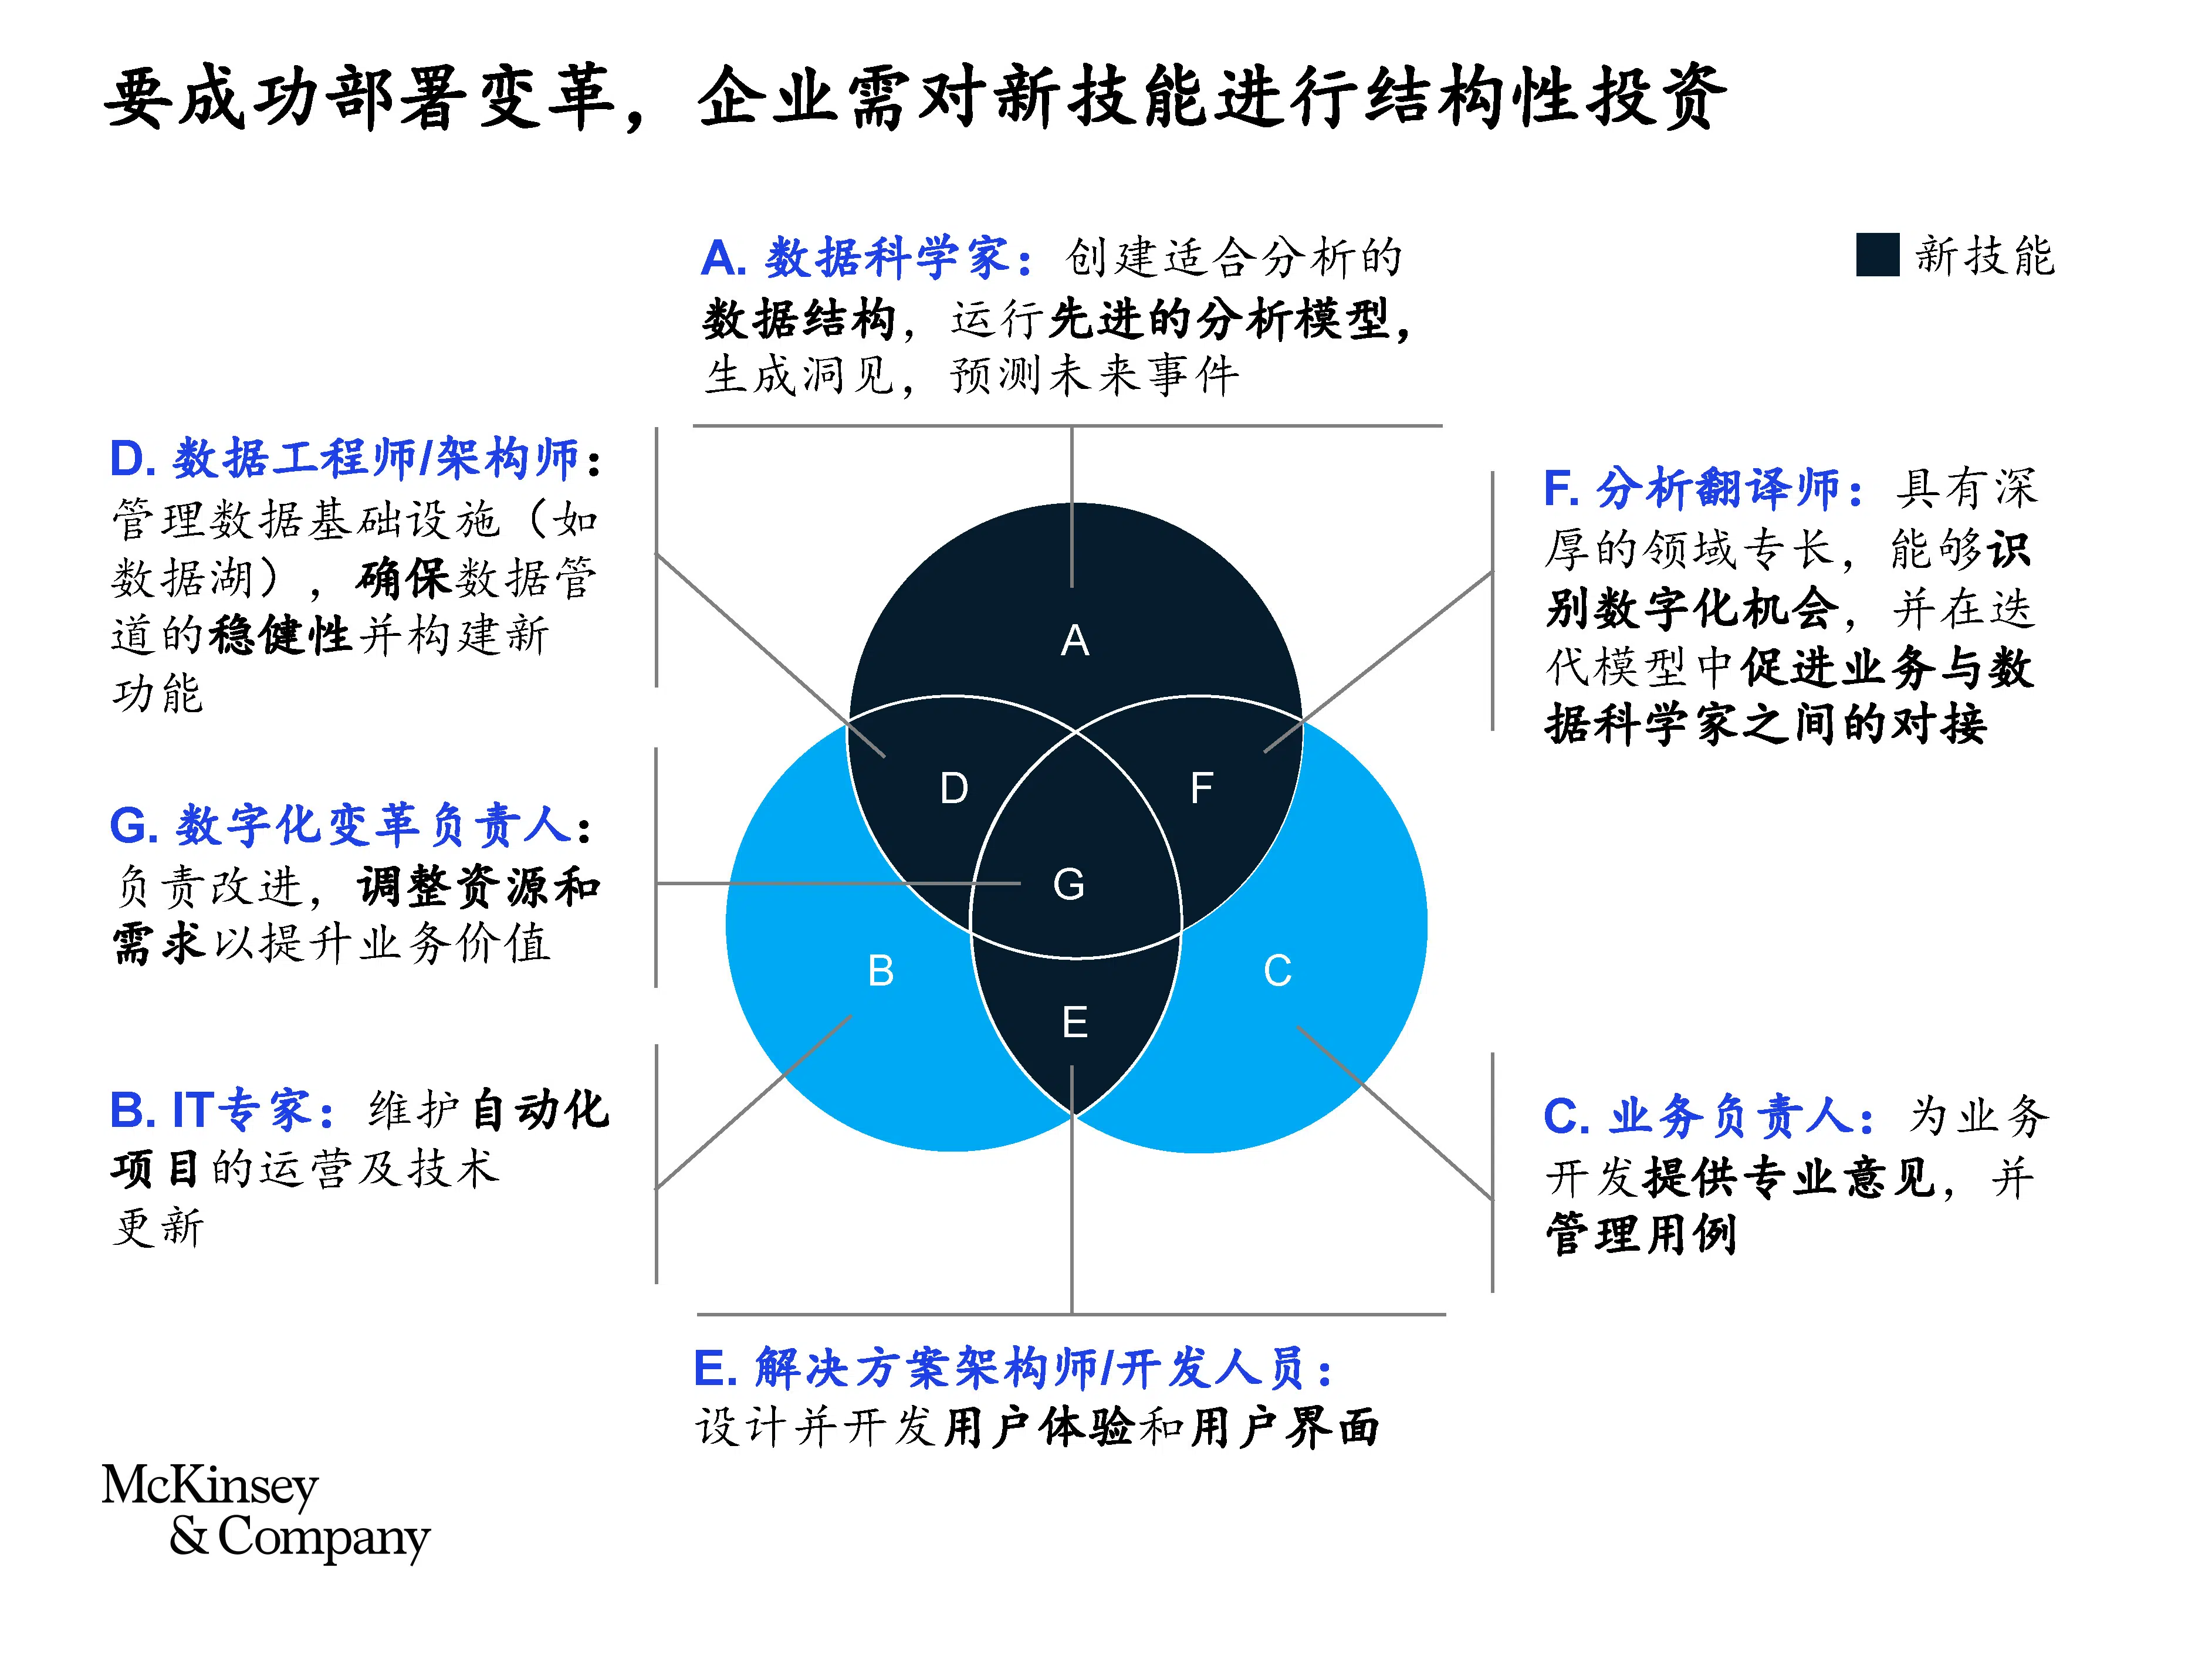 要成功部署变革，企业需对新技能进行结构性投资
新技能
A. 数据科学家：创建适合分析的
数据结构，运行先进的分析模型，
生成洞见，预测未来事件
D. 数据工程师/架构师：
管理数据基础设施（如
数据湖），确保数据管
道的稳健性并构建新
功能
F. 分析翻译师：具有深
厚的领域专长，能够识
别数字化机会，并在迭
代模型中促进业务与数
据科学家之间的对接
G. 数字化变革负责人：
负责改进，调整资源和
需求以提升业务价值
A
D
F
G
B
C
E
B. IT专家：维护自动化
项目的运营及技术
更新
C. 业务负责人：为业务
开发提供专业意见，并
管理用例
E. 解决方案架构师/开发人员：
设计并开发用户体验和用户界面
McKinsey
& Company